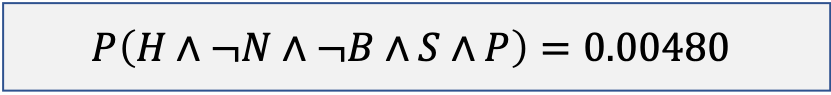 P(H ∧ ¬N ∧ ¬B ∧ S ∧ P) = 0.00480